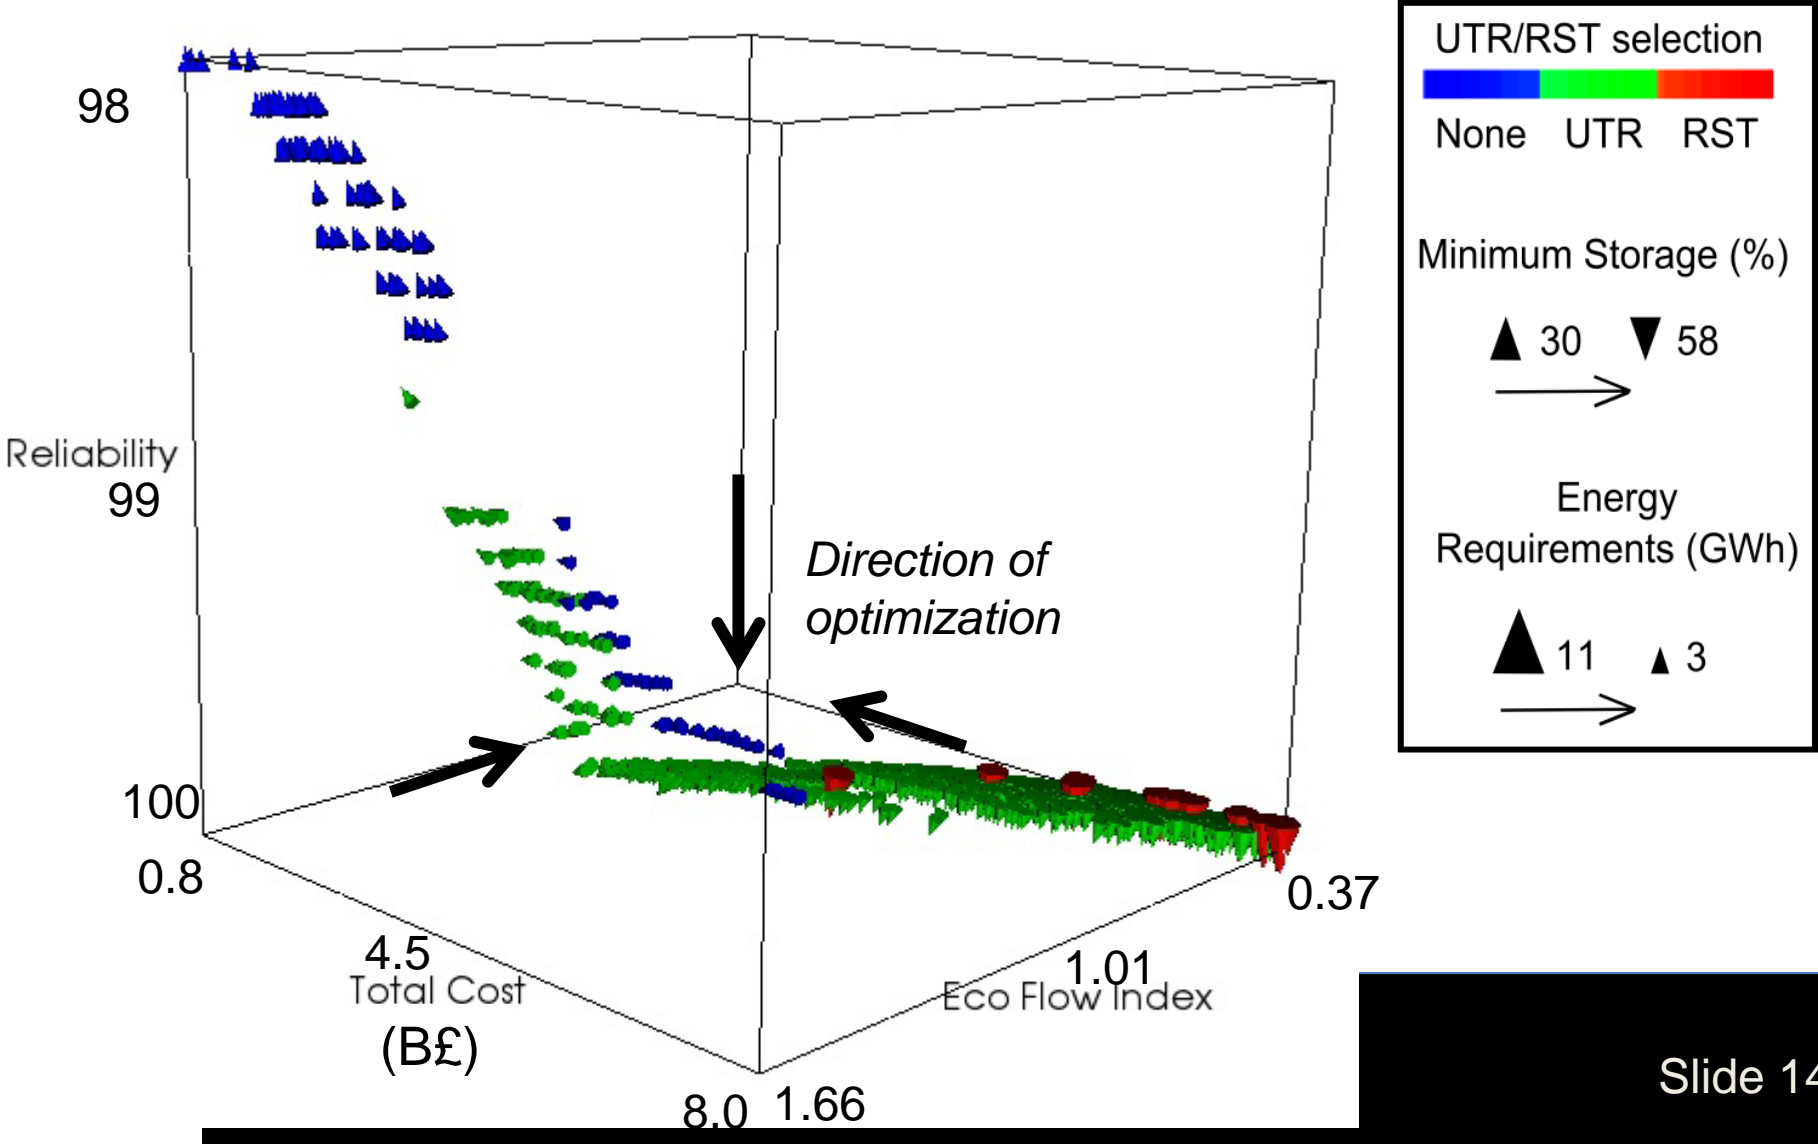 98
Reliability
99
100
0.8
4.5
Total Cost
(B£)
8.0
1.66
1.01
Eco Flow Index
0.37
Direction of
optimization
UTR/RST selection
None UTR RST
Minimum Storage (%)
30 58
Energy
Requirements (GWh)
11 3
Slide 14